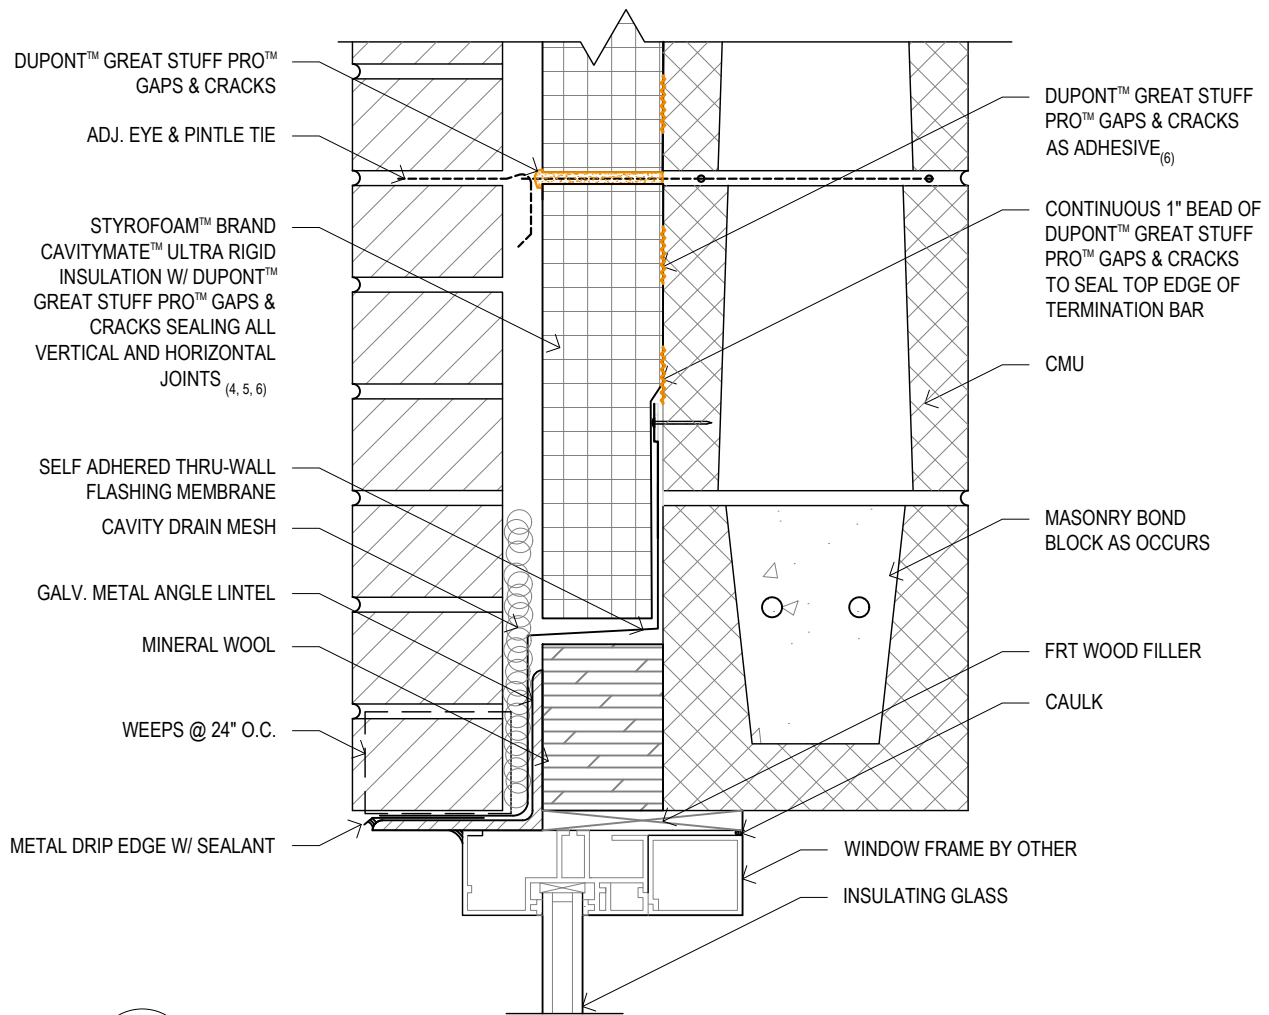 DUPONT™ GREAT STUFF PRO™
GAPS & CRACKS
ADJ. EYE & PINTLE TIE
STYROFOAM™ BRAND
CAVITYMATE™ ULTRA RIGID
INSULATION W/ DUPONT™
GREAT STUFF PRO™ GAPS &
CRACKS SEALING ALL
VERTICAL AND HORIZONTAL
JOINTS (4, 5, 6)
SELF ADHERED THRU-WALL
FLASHING MEMBRANE
CAVITY DRAIN MESH
GALV. METAL ANGLE LINTEL
MINERAL WOOL
WEEPS @ 24" O.C.
METAL DRIP EDGE W/ SEALANT
DUPONT™ GREAT STUFF
PRO™ GAPS & CRACKS
AS ADHESIVE(6)
CONTINUOUS 1" BEAD OF
DUPONT™ GREAT STUFF
PRO™ GAPS & CRACKS
TO SEAL TOP EDGE OF
TERMINATION BAR
CMU
MASONRY BOND
BLOCK AS OCCURS
FRT WOOD FILLER
CAULK
WINDOW FRAME BY OTHER
INSULATING GLASS